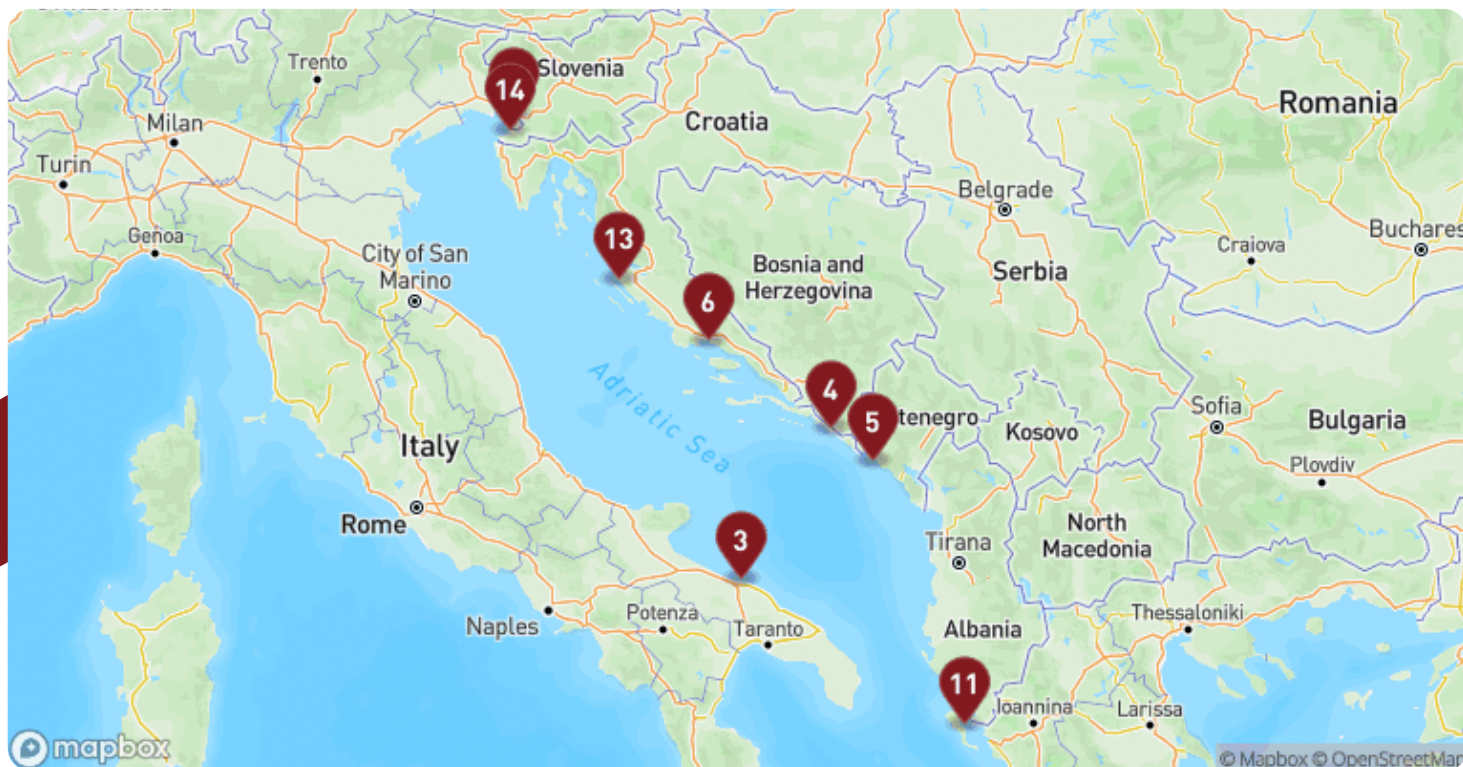 Trento
Slovenia
14
Romania
Milan
Croatia
Turin
Belgrade
Genoa
13
Buchares
City of San
Marino
Craiova
Bosnia and
Herzegovina
Serbia
6
Adriatic Sea
4
5
tenegro
Kosovo
Sofia
Bulgaria
Italy
Plovdiv
Rome
3
North
Macedonia
Tirana
Naples
Potenza
Taranto
Albania
Thessaloniki
11
Ioannina
Larissa
mapbox
© Mapbox © OpenStreetMap